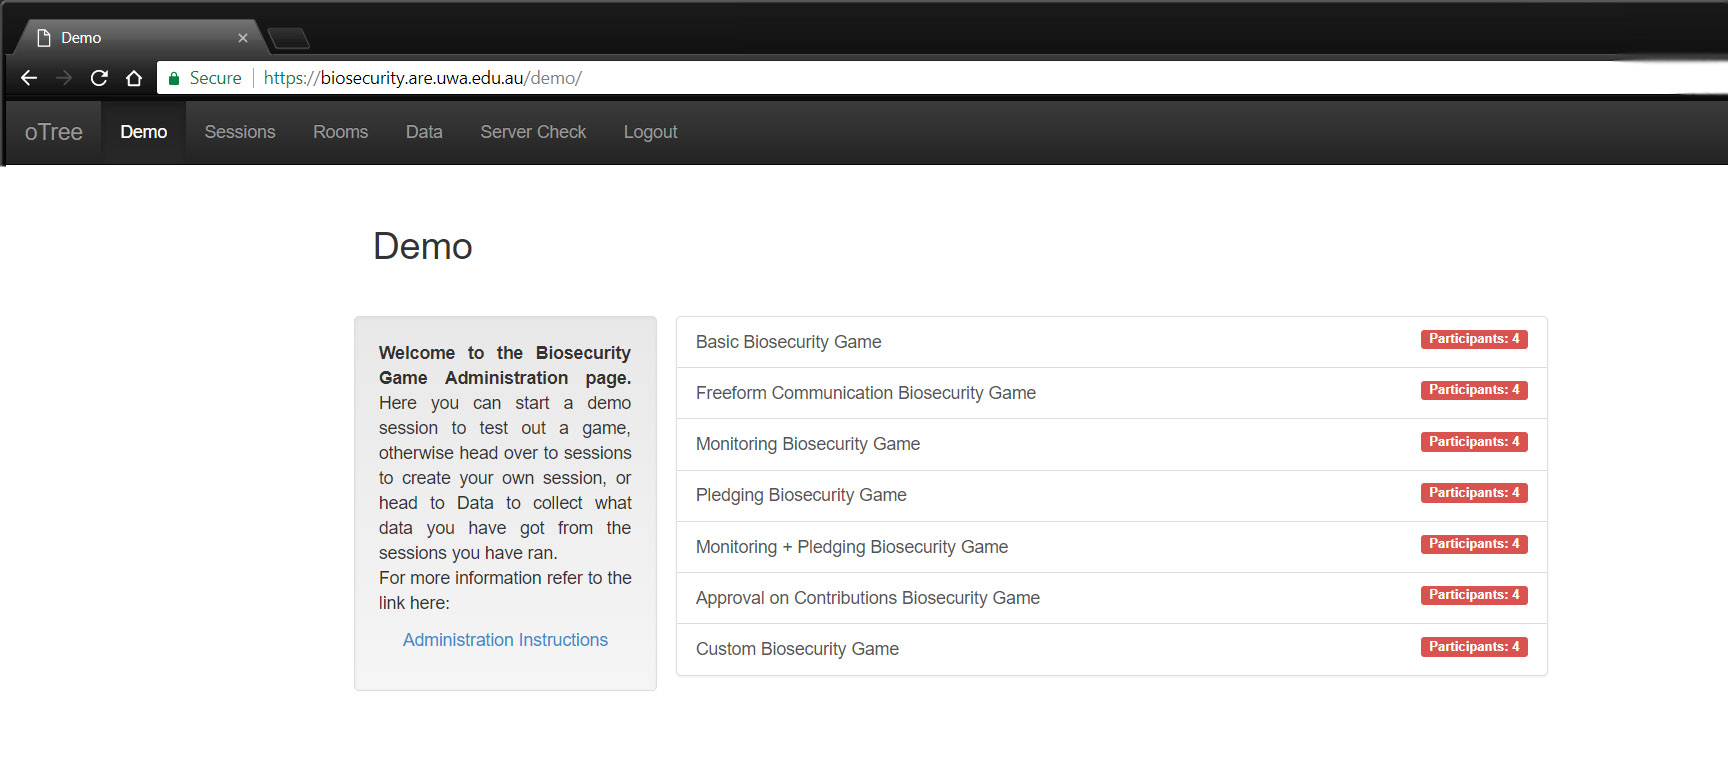 Demo
Secure https://biosecurity.are.uwa.edu.au/demo/
oTree Demo Sessions Rooms Data Server Check Logout
Demo
Welcome to the Biosecurity
Game Administration page.
Here you can start a demo
session to test out a game,
otherwise head over to sessions
to create your own session, or
head to Data to collect what
data you have got from the
sessions you have ran.
For more information refer to the
link here:
Administration Instructions
Basic Biosecurity Game Participants: 4
Freeform Communication Biosecurity Game Participants: 4
Monitoring Biosecurity Game Participants: 4
Pledging Biosecurity Game Participants: 4
Monitoring + Pledging Biosecurity Game Participants: 4
Approval on Contributions Biosecurity Game Participants: 4
Custom Biosecurity Game Participants: 4